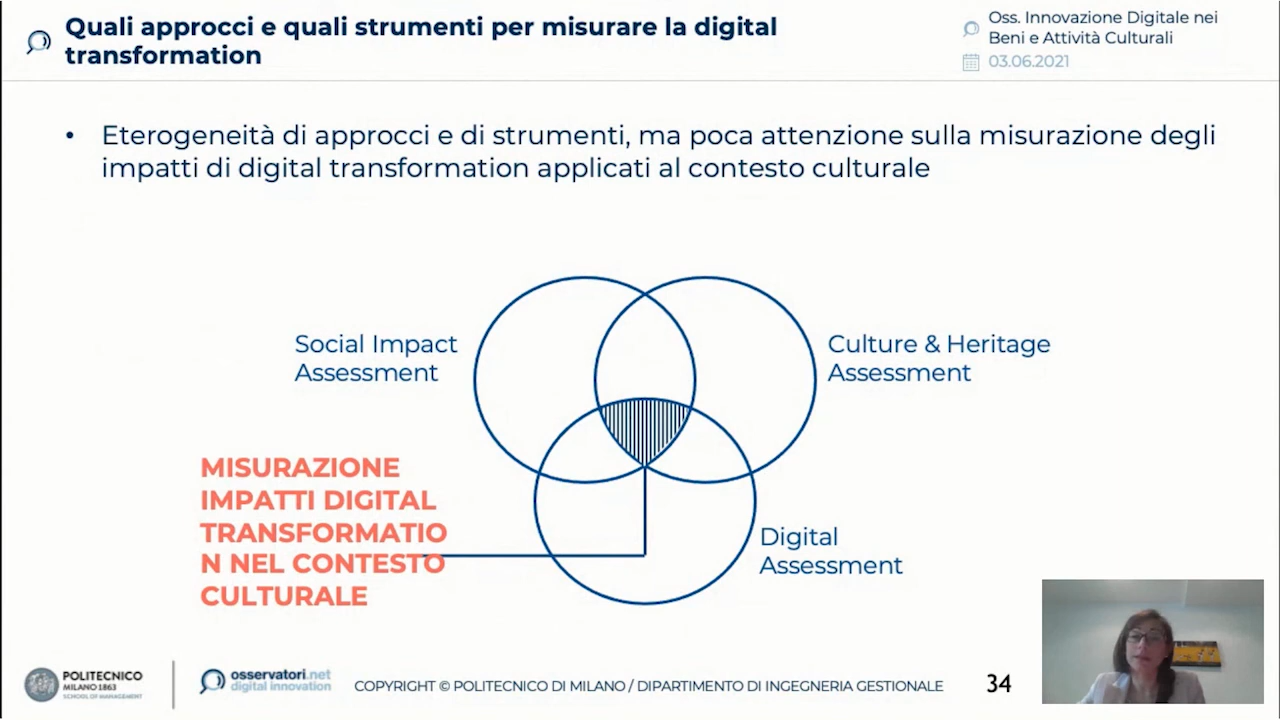 Quali approcci e quali strumenti per misurare la digital
transformation
Oss. Innovazione Digitale nei
Beni e Attività Culturali
03.06.2021
• Eterogeneità di approcci e di strumenti, ma poca attenzione sulla misurazione degli
impatti di digital transformation applicati al contesto culturale
Social Impact
Assessment
Culture & Heritage
Assessment
MISURAZIONE
IMPATTI DIGITAL
TRANSFORMATIO
N NEL CONTESTO
CULTURALE
Digital
Assessment
POLITECNICO
MILANO 1863
SCHOOL OF MANAGEMENT
osservatori.net
digital innovation
COPYRIGHT © POLITECNICO DI MILANO / DIPARTIMENTO DI INGEGNERIA GESTIONALE
34